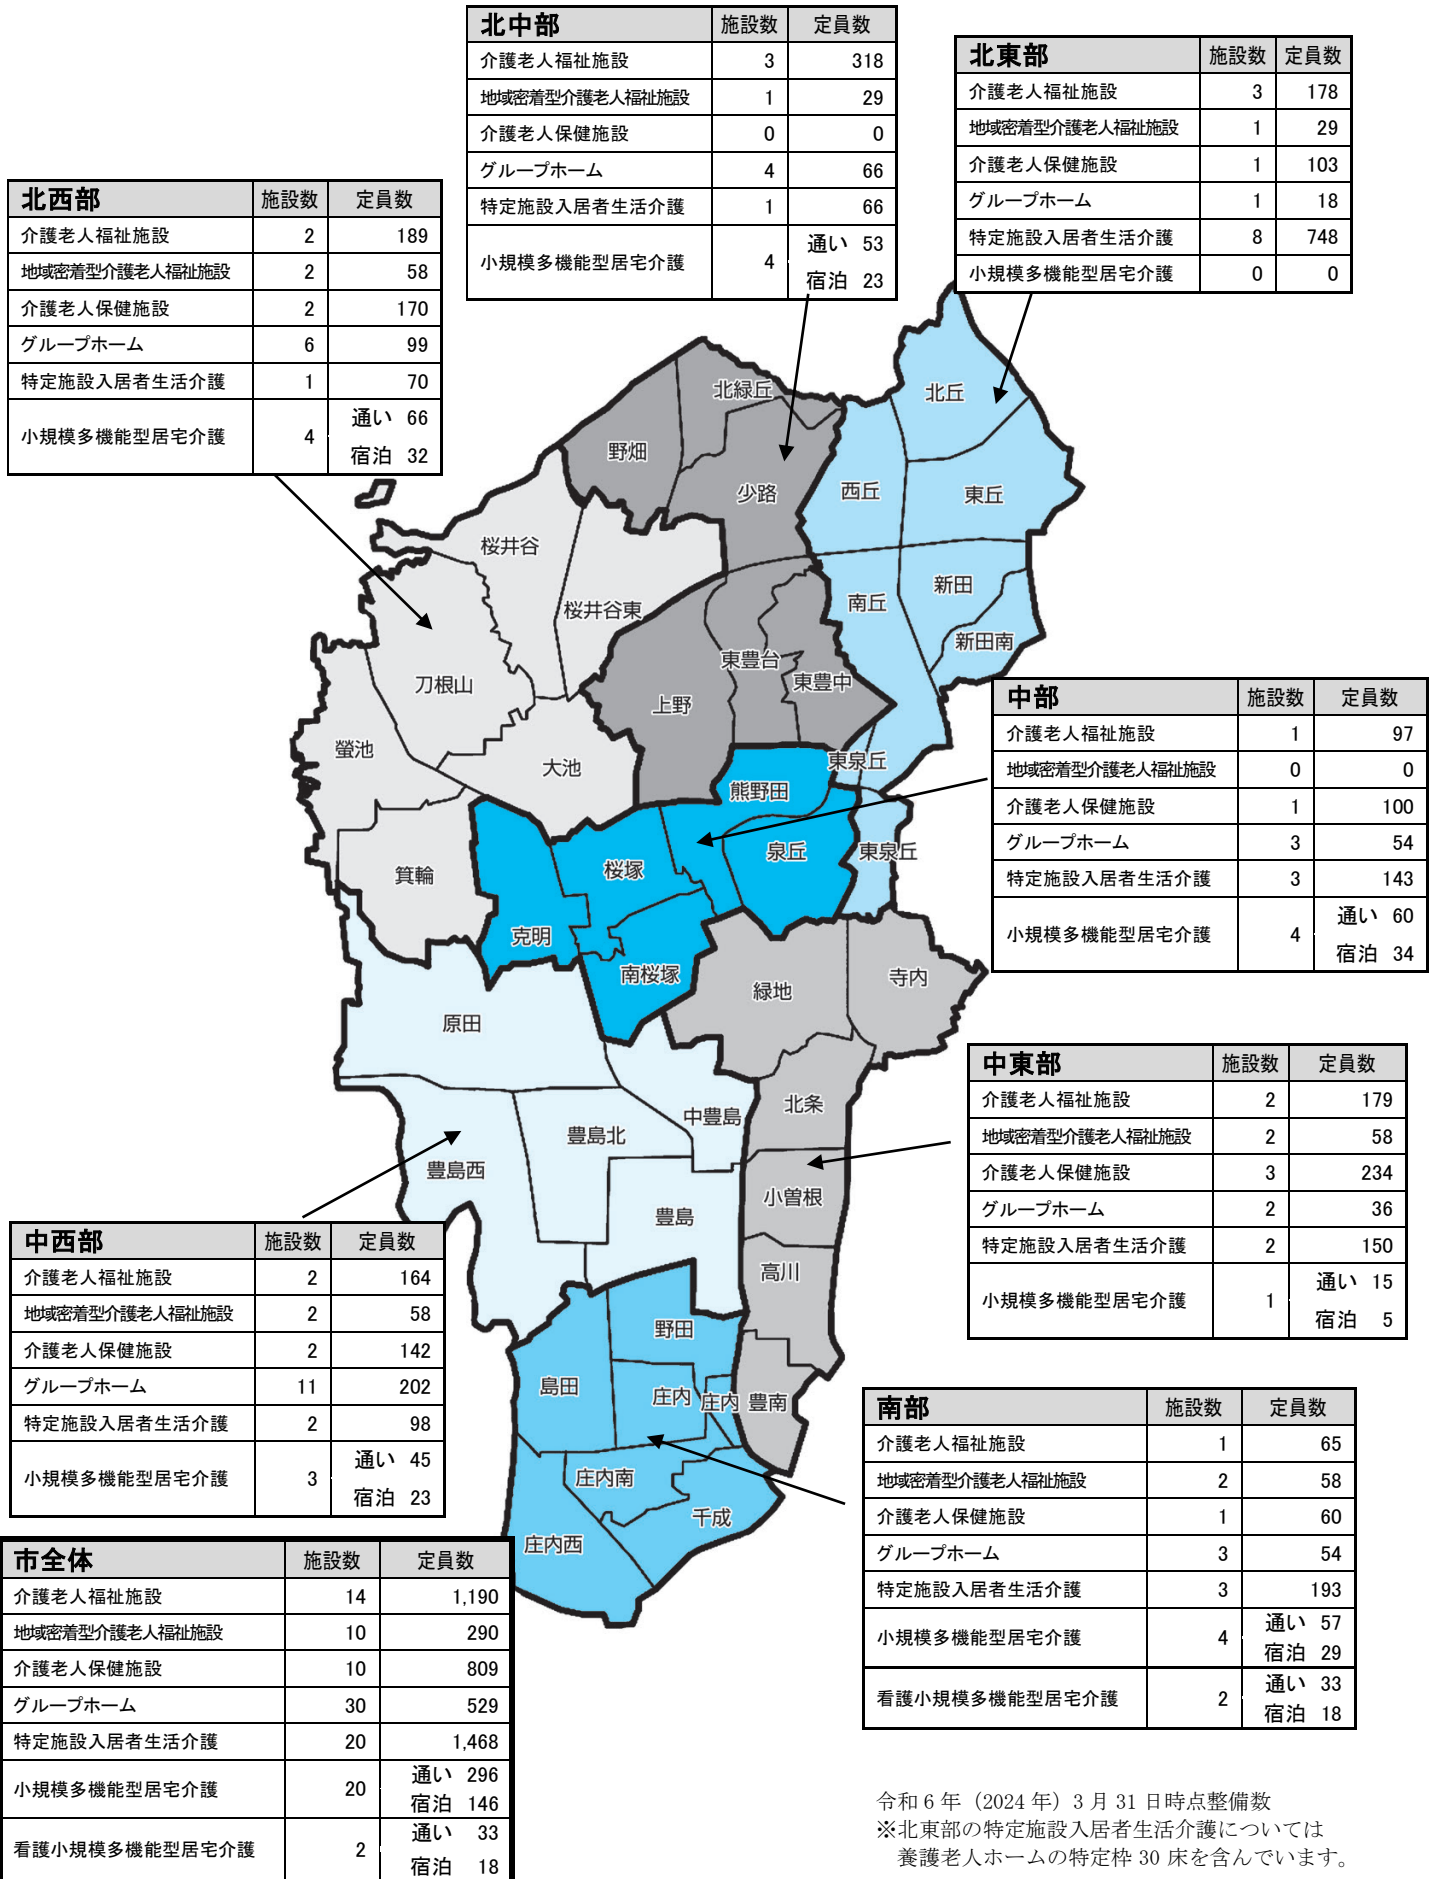 北中部 施設数 定員数
介護老人福祉施設 3 318
地域密着型介護老人福祉施設 1 29
介護老人保健施設 0 0
グループホーム 4 66
特定施設入居者生活介護 1 66
小規模多機能型居宅介護 4 通い 53
宿泊 23
北東部 施設数 定員数
介護老人福祉施設 3 178
地域密着型介護老人福祉施設 1 29
介護老人保健施設 1 103
グループホーム 1 18
特定施設入居者生活介護 8 748
小規模多機能型居宅介護 0 0
北西部 施設数 定員数
介護老人福祉施設 2 189
地域密着型介護老人福祉施設 2 58
介護老人保健施設 2 170
グループホーム 6 99
特定施設入居者生活介護 1 70
小規模多機能型居宅介護 4 通い 66
宿泊 32
北緑丘
北丘
野畑
少路
西丘
東丘
桜井谷
桜井谷東
南丘
新田
新田南
東豊台
東豊中
刀根山
上野
螢池
大池
東泉丘
熊野田
箕輪
桜塚
泉丘
東泉丘
克明
南桜塚
緑地
寺内
原田
中豊島
北条
豊島北
豊島西
小曽根
豊島
高川
野田
島田
庄内
庄内
豊南
庄内南
千成
庄内西
中部 施設数 定員数
介護老人福祉施設 1 97
地域密着型介護老人福祉施設 0 0
介護老人保健施設 1 100
グループホーム 3 54
特定施設入居者生活介護 3 143
小規模多機能型居宅介護 4 通い 60
宿泊 34
中東部 施設数 定員数
介護老人福祉施設 2 179
地域密着型介護老人福祉施設 2 58
介護老人保健施設 3 234
グループホーム 2 36
特定施設入居者生活介護 2 150
小規模多機能型居宅介護 1 通い 15
宿泊 5
中西部 施設数 定員数
介護老人福祉施設 2 164
地域密着型介護老人福祉施設 2 58
介護老人保健施設 2 142
グループホーム 11 202
特定施設入居者生活介護 2 98
小規模多機能型居宅介護 3 通い 45
宿泊 23
南部 施設数 定員数
介護老人福祉施設 1 65
地域密着型介護老人福祉施設 2 58
介護老人保健施設 1 60
グループホーム 3 54
特定施設入居者生活介護 3 193
小規模多機能型居宅介護 4 通い 57
宿泊 29
看護小規模多機能型居宅介護 2 通い 33
宿泊 18
市全体 施設数 定員数
介護老人福祉施設 14 1,190
地域密着型介護老人福祉施設 10 290
介護老人保健施設 10 809
グループホーム 30 529
特定施設入居者生活介護 20 1,468
小規模多機能型居宅介護 20 通い 296
宿泊 146
看護小規模多機能型居宅介護 2 通い 33
宿泊 18
令和6年（2024年）3月31日時点整備数
※北東部の特定施設入居者生活介護については
養護老人ホームの特定枠30床を含んでいます。